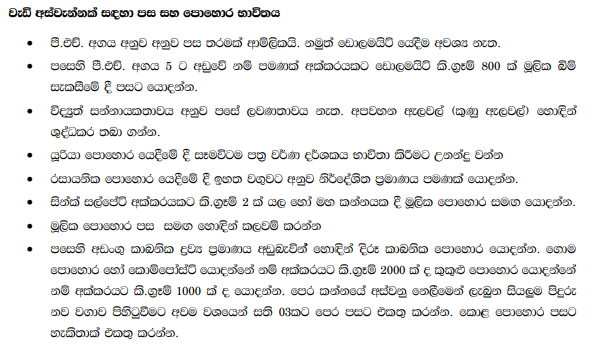 වැඩි අස්වැන්නක් සඳහා පස සහ පොහොර භාවිතය
• පී.එච්. අගය අනුව අනුව පස තරමක් ආම්ලිකයි. නමුත් ඩොලමයිට් යෙදීම අවශ්‍ය නැත.
• පසෙහි පී.එච්. අගය 5 ට අඩුවේ නම් පමණක් අක්කරයකට ඩොලමයිට් කි.ග්‍රෑම් 800 ක් මූලික බිම්
සැකසීමේ දී පසට යොදන්න.
• විද්‍යුත් සන්නායකතාවය අනුව පසේ ලවණතාවය නැත. අපවහන ඇලවල් (කුණු ඇලවල්) හොඳින්
ශුද්ධකර තබා ගන්න.
• යූරියා පොහොර යෙදීමේ දී සෑමවිටම පත්‍ර වර්ණ දර්ශකය භාවිතා කිරීමට උනන්දු වන්න
• රසායනික පොහොර යෙදීමේ දී ඉහත වගුවට අනුව නිර්දේශිත ප්‍රමාණය පමණක් යොදන්න.
• සින්ක් සල්පේට් අක්කරයකට කි.ග්‍රෑම් 2 ක් යල හෝ මහ කන්නයක දී මූලික පොහොර සමඟ යොදන්න.
• මූලික පොහොර පස සමඟ හොඳින් කලවම් කරන්න
• පසෙහි අඩංගු කාබනික ද්‍රව්‍ය ප්‍රමාණය අඩුබැවින් හොඳින් දිරූ කාබනික පොහොර යොදන්න. ගොම
පොහොර හෝ කොම්පෝස්ට් යොදන්නේ නම් අක්කරයට කි.ග්‍රෑම් 2000 ක් ද කුකුළු පොහොර යොදන්නේ
නම් අක්කරයට කි.ග්‍රෑම් 1000 ක් ද යොදන්න. පෙර කන්නයේ අස්වනු නෙලීමෙන් ලැබුන සියලුම පිදුරු
නව වගාව පිහිටුවීමට අවම වශයෙන් සති 03කට පෙර පසට එකතු කරන්න. කොළ පොහොර පසට
හැකිතාක් එකතු කරන්න.